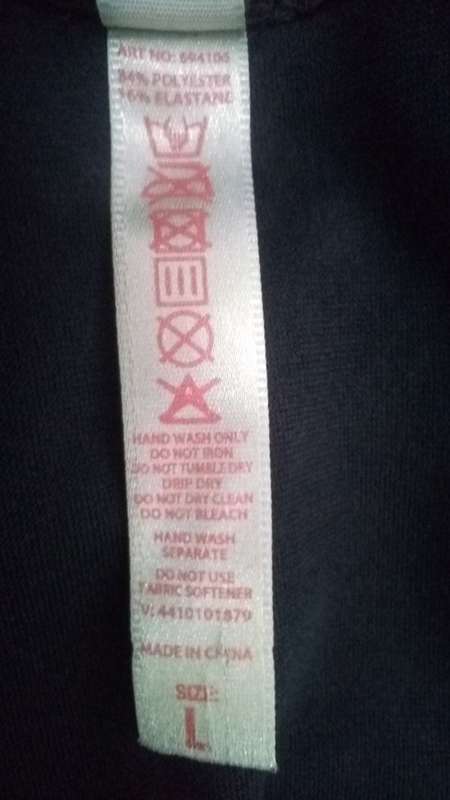 ART NO: 694106
84% POLYESTER
16% ELASTANE
HAND WASH ONLY
DO NOT IRON
DO NOT TUMBLE DRY
DRIP DRY
DO NOT DRY CLEAN
DO NOT BLEACH
HAND WASH
SEPARATE
DO NOT USE
FABRIC SOFTENER
V: 4410101879
MADE IN CHINA
SIZE:
L